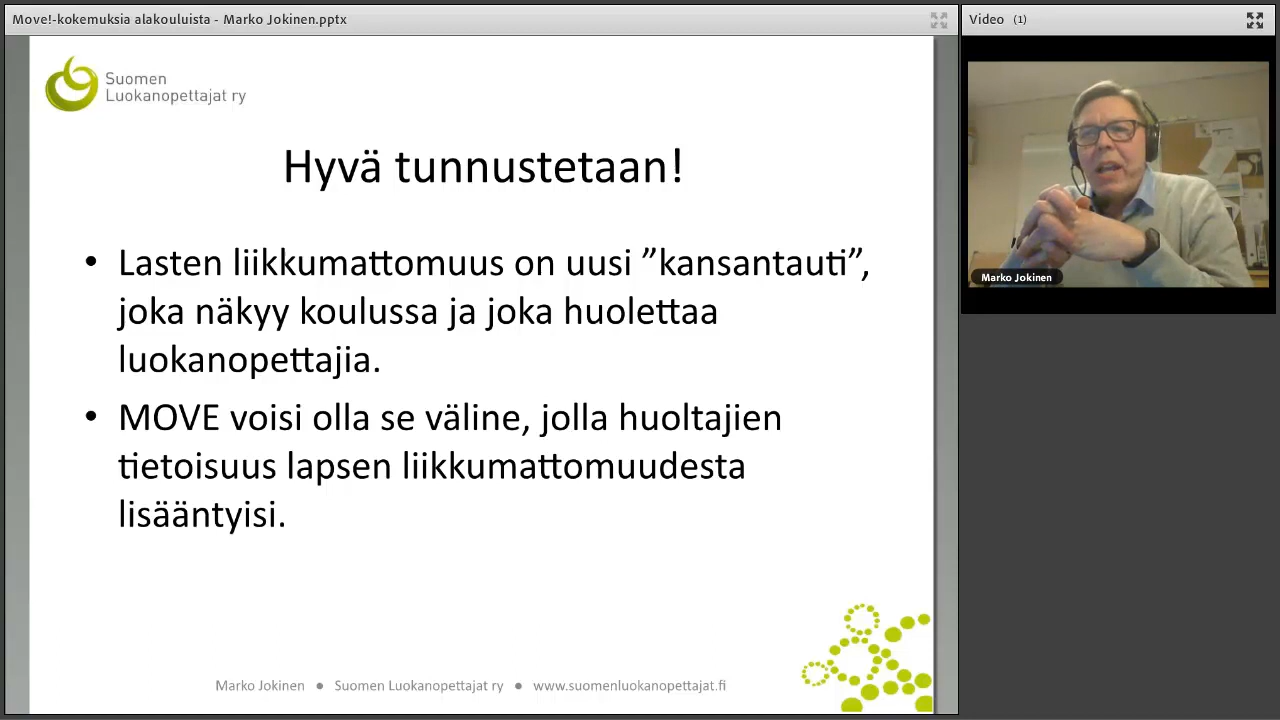 Move!-kokemuksia alakouluista - Marko Jokinen.pptx
Video (1)
Suomen
Luokanopettajat ry
Hyvä tunnustetaan!
• Lasten liikkumattomuus on uusi ”kansantauti”,
joka näkyy koulussa ja joka huolettaa
luokanopettajia.
• MOVE voisi olla se väline, jolla huoltajien
tietoisuus lapsen liikkumattomuudesta
lisääntyisi.
Marko Jokinen ● Suomen Luokanopettajat ry ● www.suomenluokanopettajat.fi
Marko Jokinen